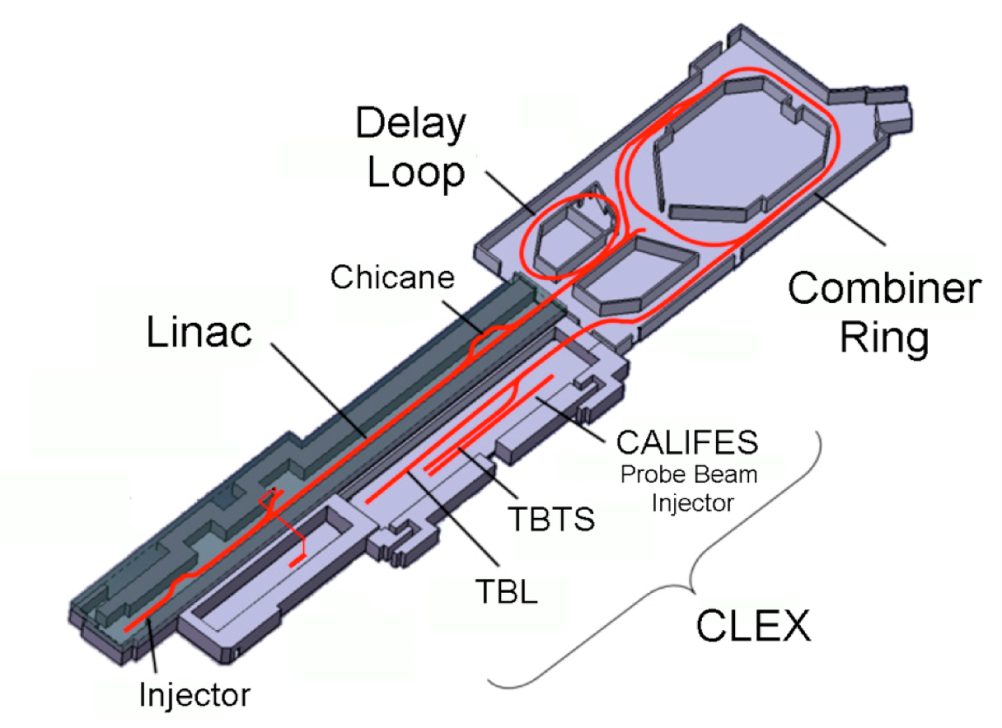 Delay
Loop
Chicane
Linac
Combiner
Ring
CALIFES
Probe Beam
Injector
TBTS
TBL
CLEX
Injector